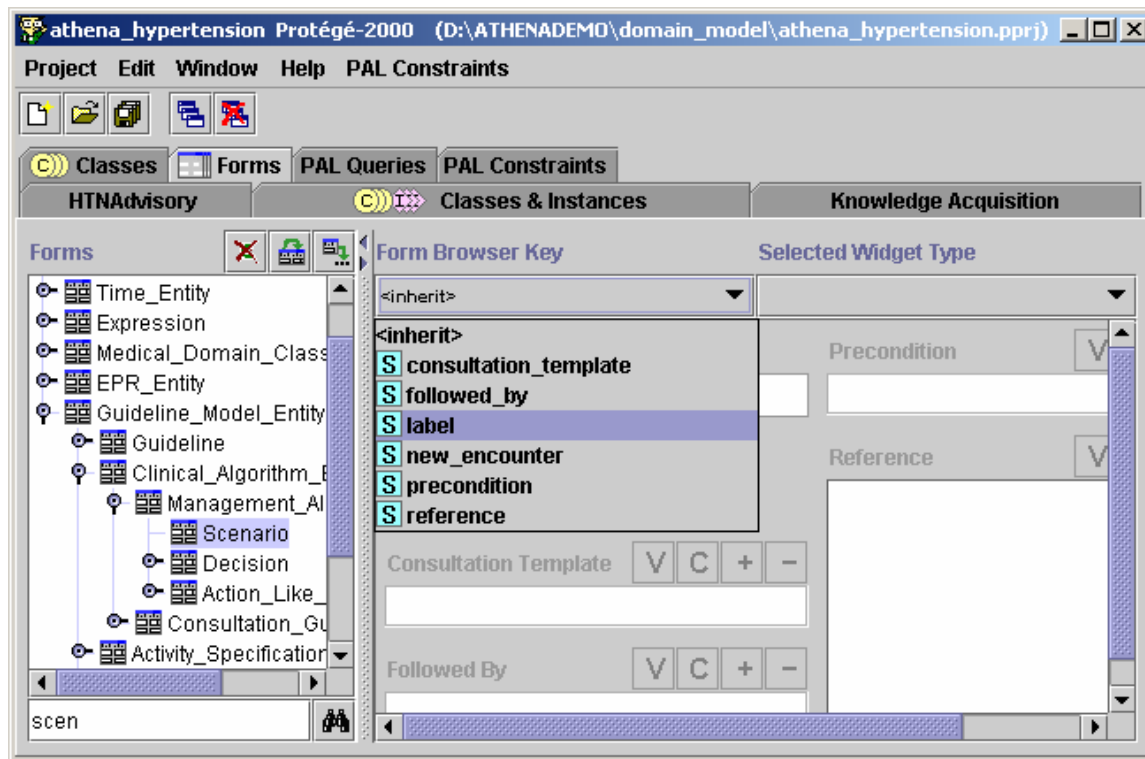 athena_hypertension Protégé-2000 (D:\ATHENADEMO\domain_model\athena_hypertension.pprj)
Project Edit Window Help PAL Constraints
C Classes Forms PAL Queries PAL Constraints
HTNAdvisory C I Classes & Instances Knowledge Acquisition
Forms
Form Browser Key
Selected Widget Type
Time_Entity
Expression
Medical_Domain_Class
EPR_Entity
Guideline_Model_Entity
Guideline
Clinical_Algorithm_E
Management_Al
Scenario
Decision
Action_Like_
Consultation_Gu
Activity_Specification
scen
<inherit>
<inherit>
S consultation_template
S followed_by
S label
S new_encounter
S precondition
S reference
Consultation Template V C + −
Followed By V C + −
Precondition V
Reference V